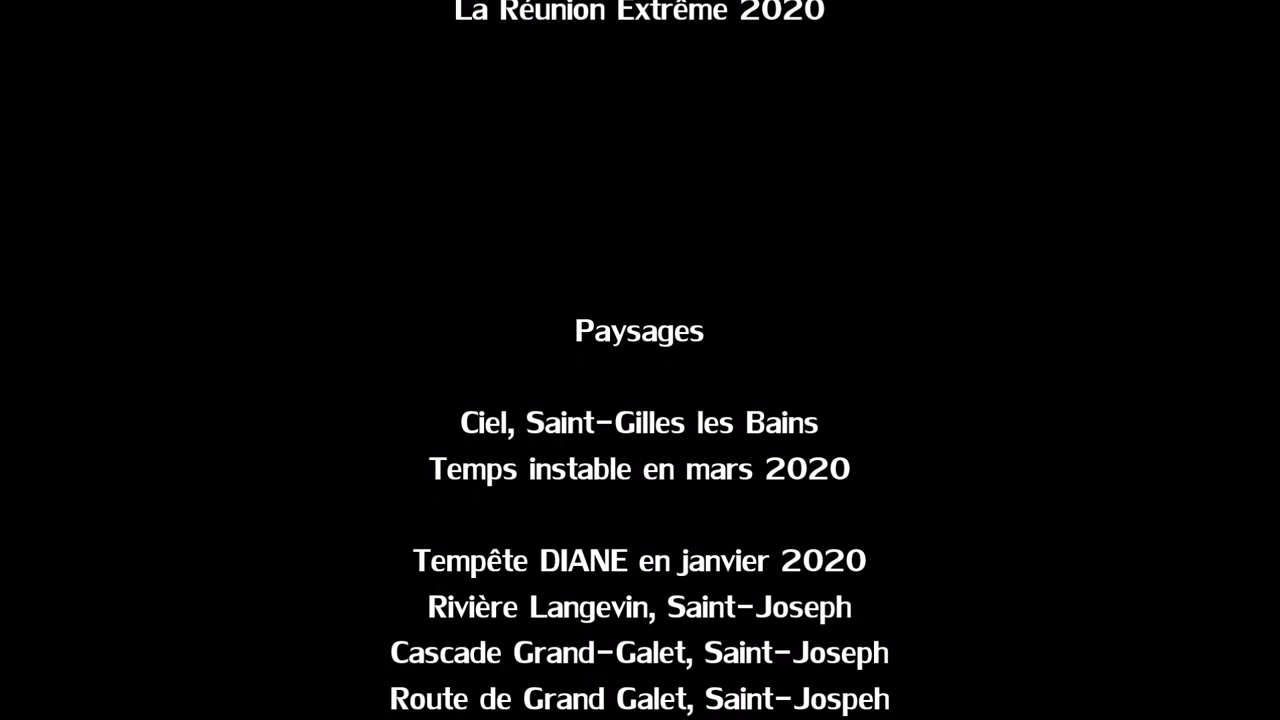 La Réunion Extrême 2020
Paysages
Ciel, Saint-Gilles les Bains
Temps instable en mars 2020
Tempête DIANE en janvier 2020
Rivière Langevin, Saint-Joseph
Cascade Grand-Galet, Saint-Joseph
Route de Grand Galet, Saint-Jospeh